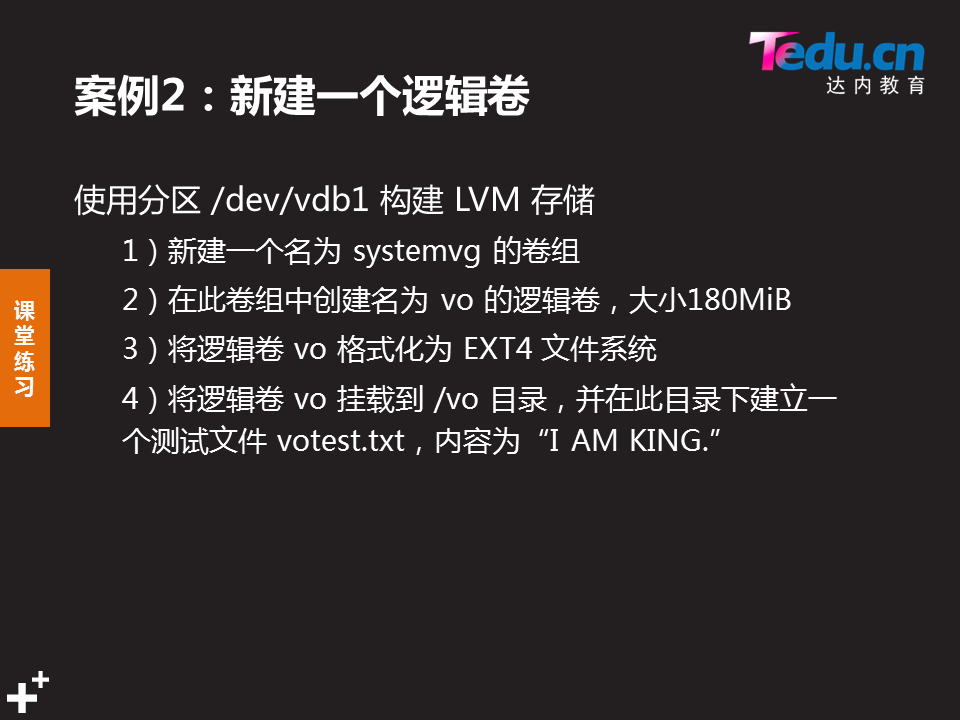 Tedu.cn
达内教育
案例2：新建一个逻辑卷
使用分区 /dev/vdb1 构建 LVM 存储
1）新建一个名为 systemvg 的卷组
2）在此卷组中创建名为 vo 的逻辑卷，大小180MiB
3）将逻辑卷 vo 格式化为 EXT4 文件系统
4）将逻辑卷 vo 挂载到 /vo 目录，并在此目录下建立一
个测试文件 votest.txt，内容为“I AM KING.”
课
堂
练
习